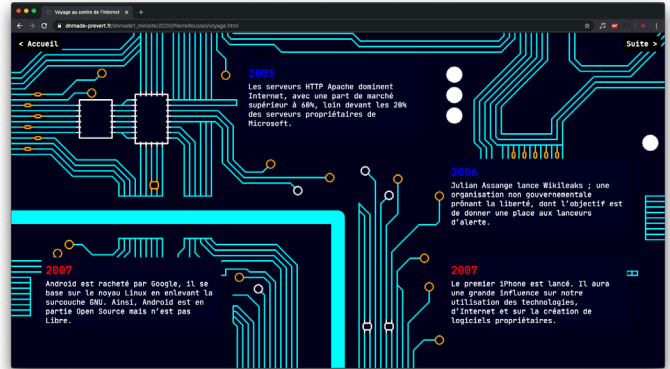 Voyage au centre de l'Internet
dnmade-prevert.fr/dnmade1_minisite/2020/PierreRoussel/voyage.html
< Accueil
Suite >
2005
Les serveurs HTTP Apache dominent
Internet, avec une part de marché
supérieur à 60%, loin devant les 20%
des serveurs propriétaires de
Microsoft.
2006
Julian Assange lance Wikileaks ; une
organisation non gouvernementale
prônant la liberté, dont l'objectif est
de donner une place aux lanceurs
d'alerte.
2007
Android est racheté par Google, il se
base sur le noyau Linux en enlevant la
surcouche GNU. Ainsi, Android est en
partie Open Source mais n'est pas
Libre.
2007
Le premier iPhone est lancé. Il aura
une grande influence sur notre
utilisation des technologies,
d'Internet et sur la création de
logiciels propriétaires.